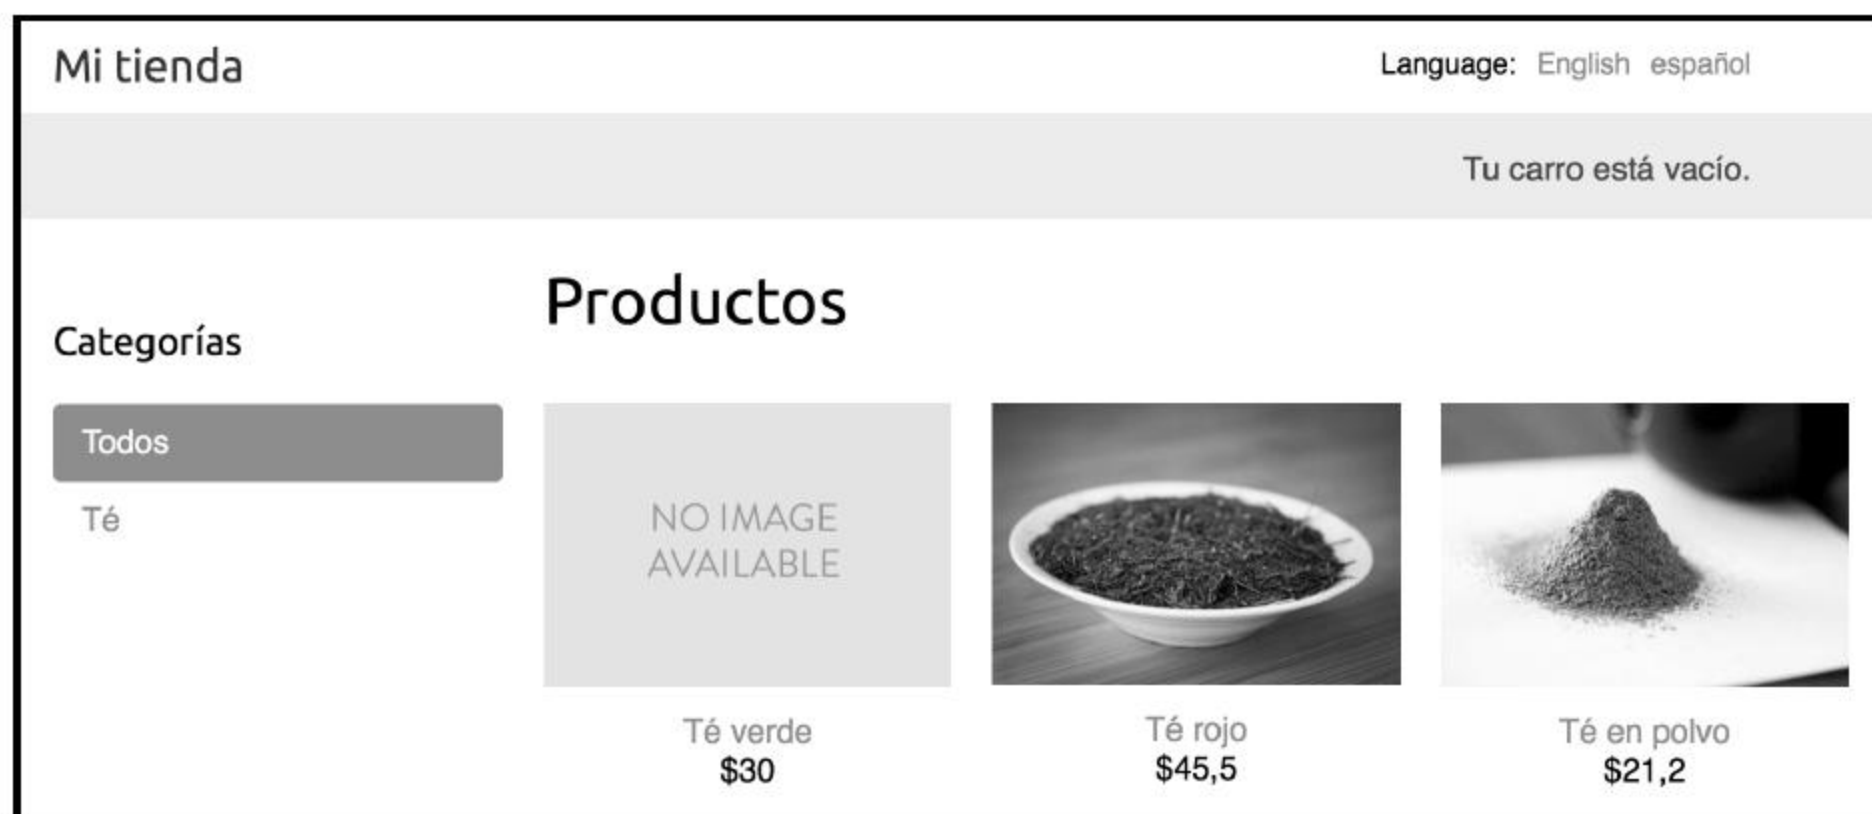 Mi tienda
Language: English español
Tu carro está vacío.
Categorías
Todos
Té
Productos
NO IMAGE
AVAILABLE
Té verde
$30
Té rojo
$45,5
Té en polvo
$21,2